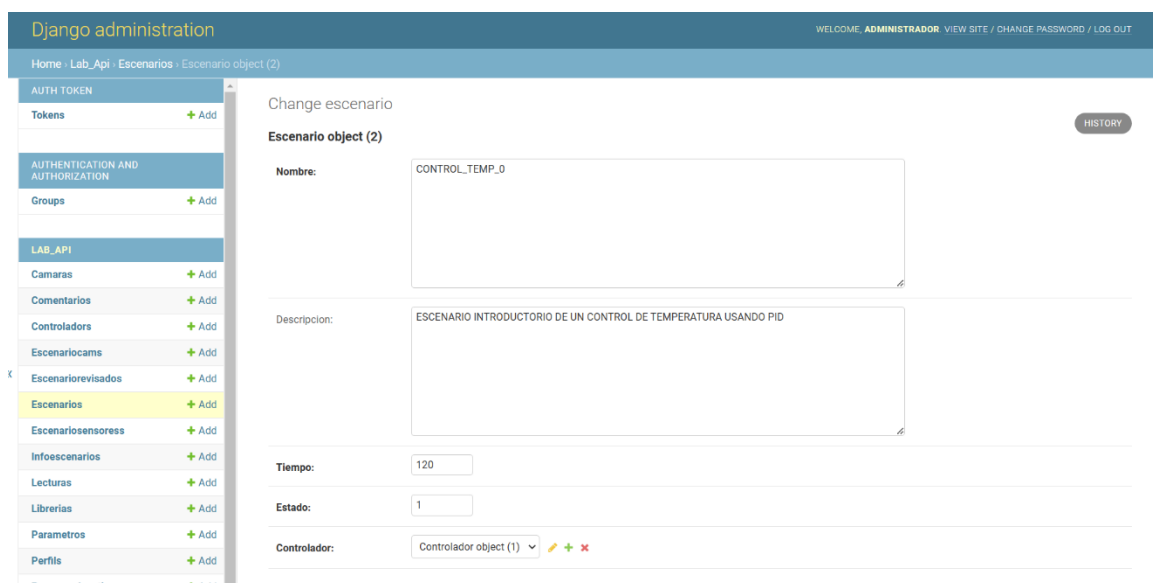 Django administration
WELCOME, ADMINISTRADOR. VIEW SITE / CHANGE PASSWORD / LOG OUT
Home › Lab_Api › Escenarios › Escenario object (2)
AUTH TOKEN
Tokens + Add
AUTHENTICATION AND
AUTHORIZATION
Groups + Add
LAB_API
Camaras + Add
Comentarios + Add
Controladors + Add
Escenariocams + Add
Escenariorevisados + Add
Escenarios + Add
Escenariosensoress + Add
Infoescenarios + Add
Lecturas + Add
Librerias + Add
Parametros + Add
Perfils + Add
Change escenario
HISTORY
Escenario object (2)
Nombre: CONTROL_TEMP_0
Descripcion: ESCENARIO INTRODUCTORIO DE UN CONTROL DE TEMPERATURA USANDO PID
Tiempo: 120
Estado: 1
Controlador: Controlador object (1)